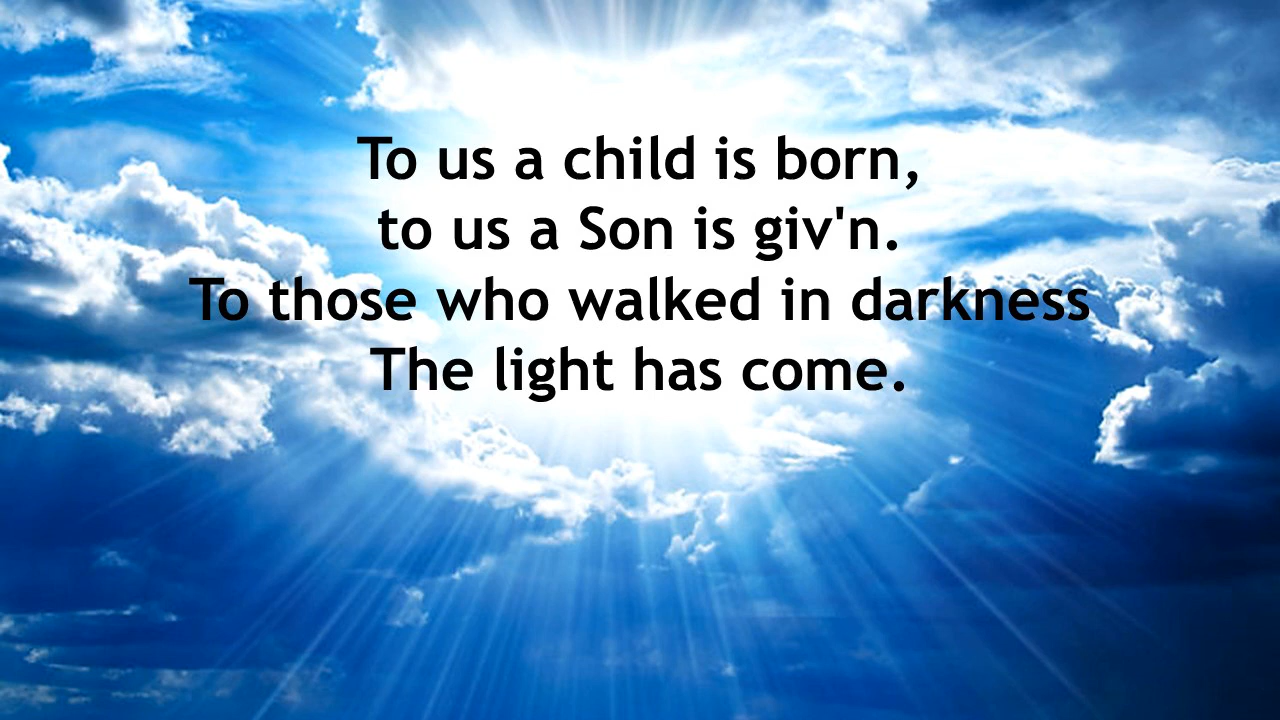 To us a child is born,
to us a Son is giv'n.
To those who walked in darkness
The light has come.